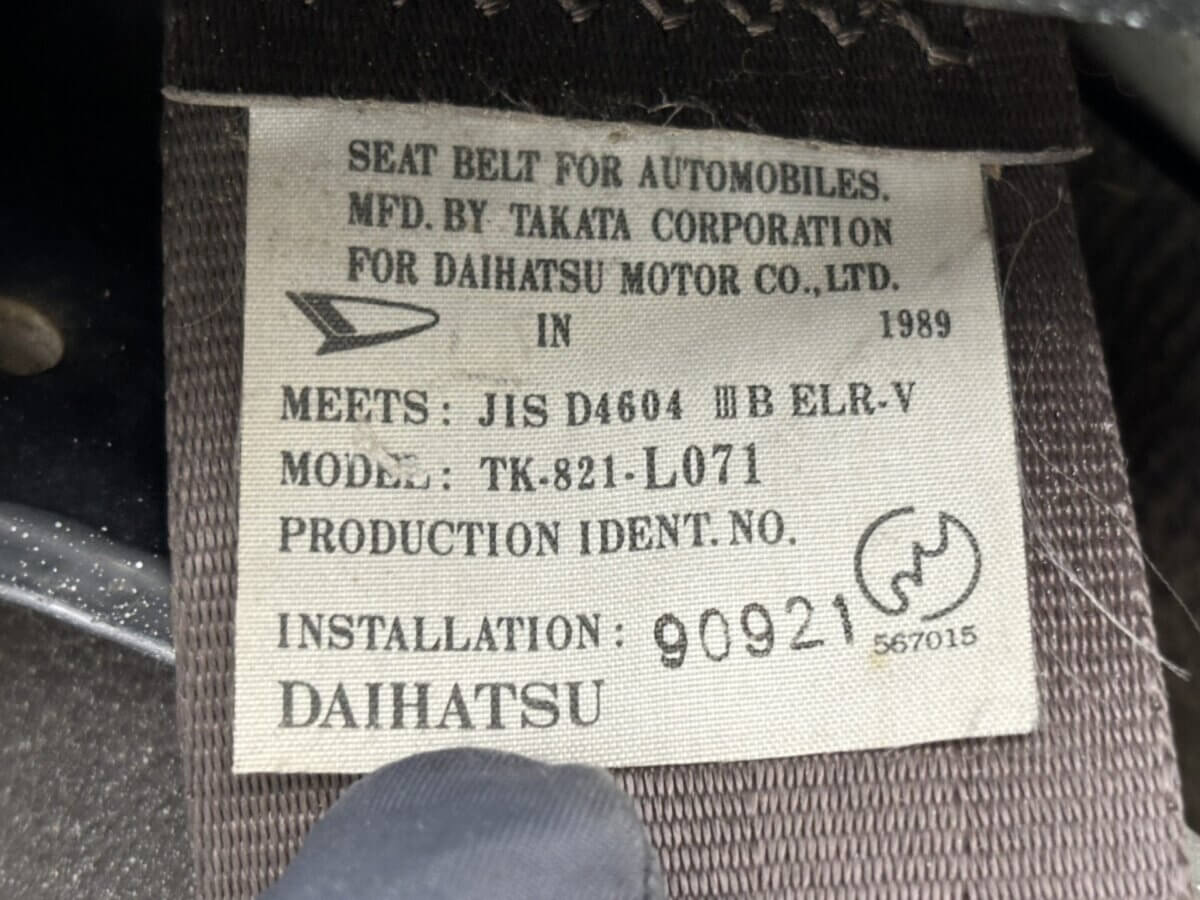 SEAT BELT FOR AUTOMOBILES.
MFD. BY TAKATA CORPORATION
FOR DAIHATSU MOTOR CO., LTD.
IN 1989
MEETS: JIS D4604 ⅢB ELR-V
MODEL: TK-821-L071
PRODUCTION IDENT. NO.
INSTALLATION: 90921
567015
DAIHATSU